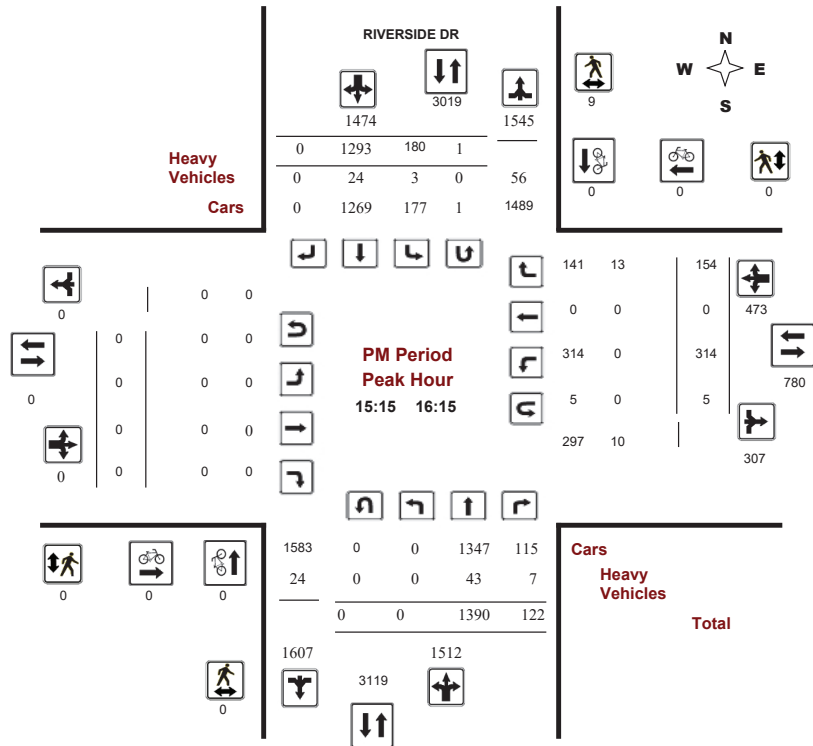 RIVERSIDE DR
N
W E
S
3019
9
1474
1545
0 1293 180 1
Heavy
Vehicles
0 24 3 0 56
0 0 0
Cars
0 1269 177 1 1489
141 13 154
0
0 0
0 0 0
473
0 0 0
314 0 314
780
0
0 0 0
5 0 5
PM Period
Peak Hour
15:15 16:15
0 0 0
297 10
307
0
0 0 0
1583 0 0 1347 115
Cars
24 0 0 43 7
Heavy
Vehicles
0 0 0
0 0 1390 122
Total
1607
1512
3119
0